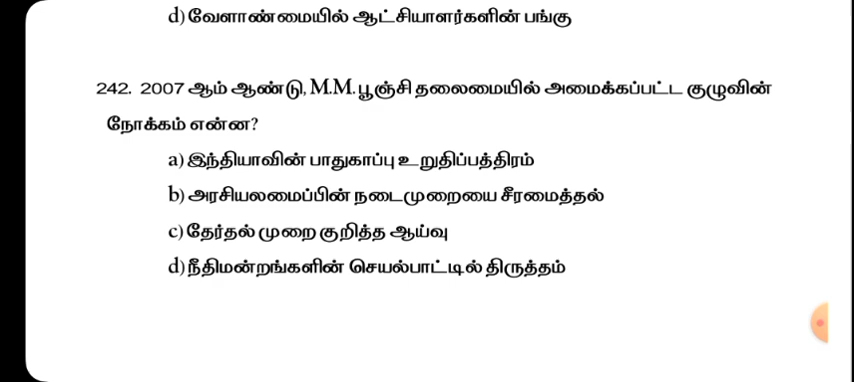 d) வேளாண்மையில் ஆட்சியாளர்களின் பங்கு
242. 2007 ஆம் ஆண்டு, M.M. பூஞ்சி தலைமையில் அமைக்கப்பட்ட குழுவின்
நோக்கம் என்ன?
a) இந்தியாவின் பாதுகாப்பு உறுதிப்பத்திரம்
b) அரசியலமைப்பின் நடைமுறையை சீரமைத்தல்
c) தேர்தல் முறை குறித்த ஆய்வு
d) நீதிமன்றங்களின் செயல்பாட்டில் திருத்தம்